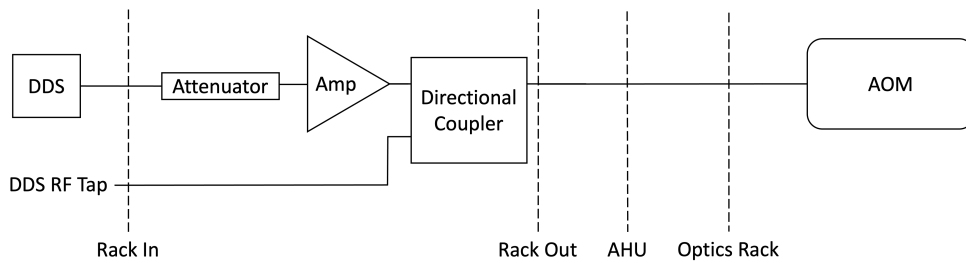 DDS
Attenuator
Amp
Directional
Coupler
AOM
DDS RF Tap
Rack In
Rack Out
AHU
Optics Rack